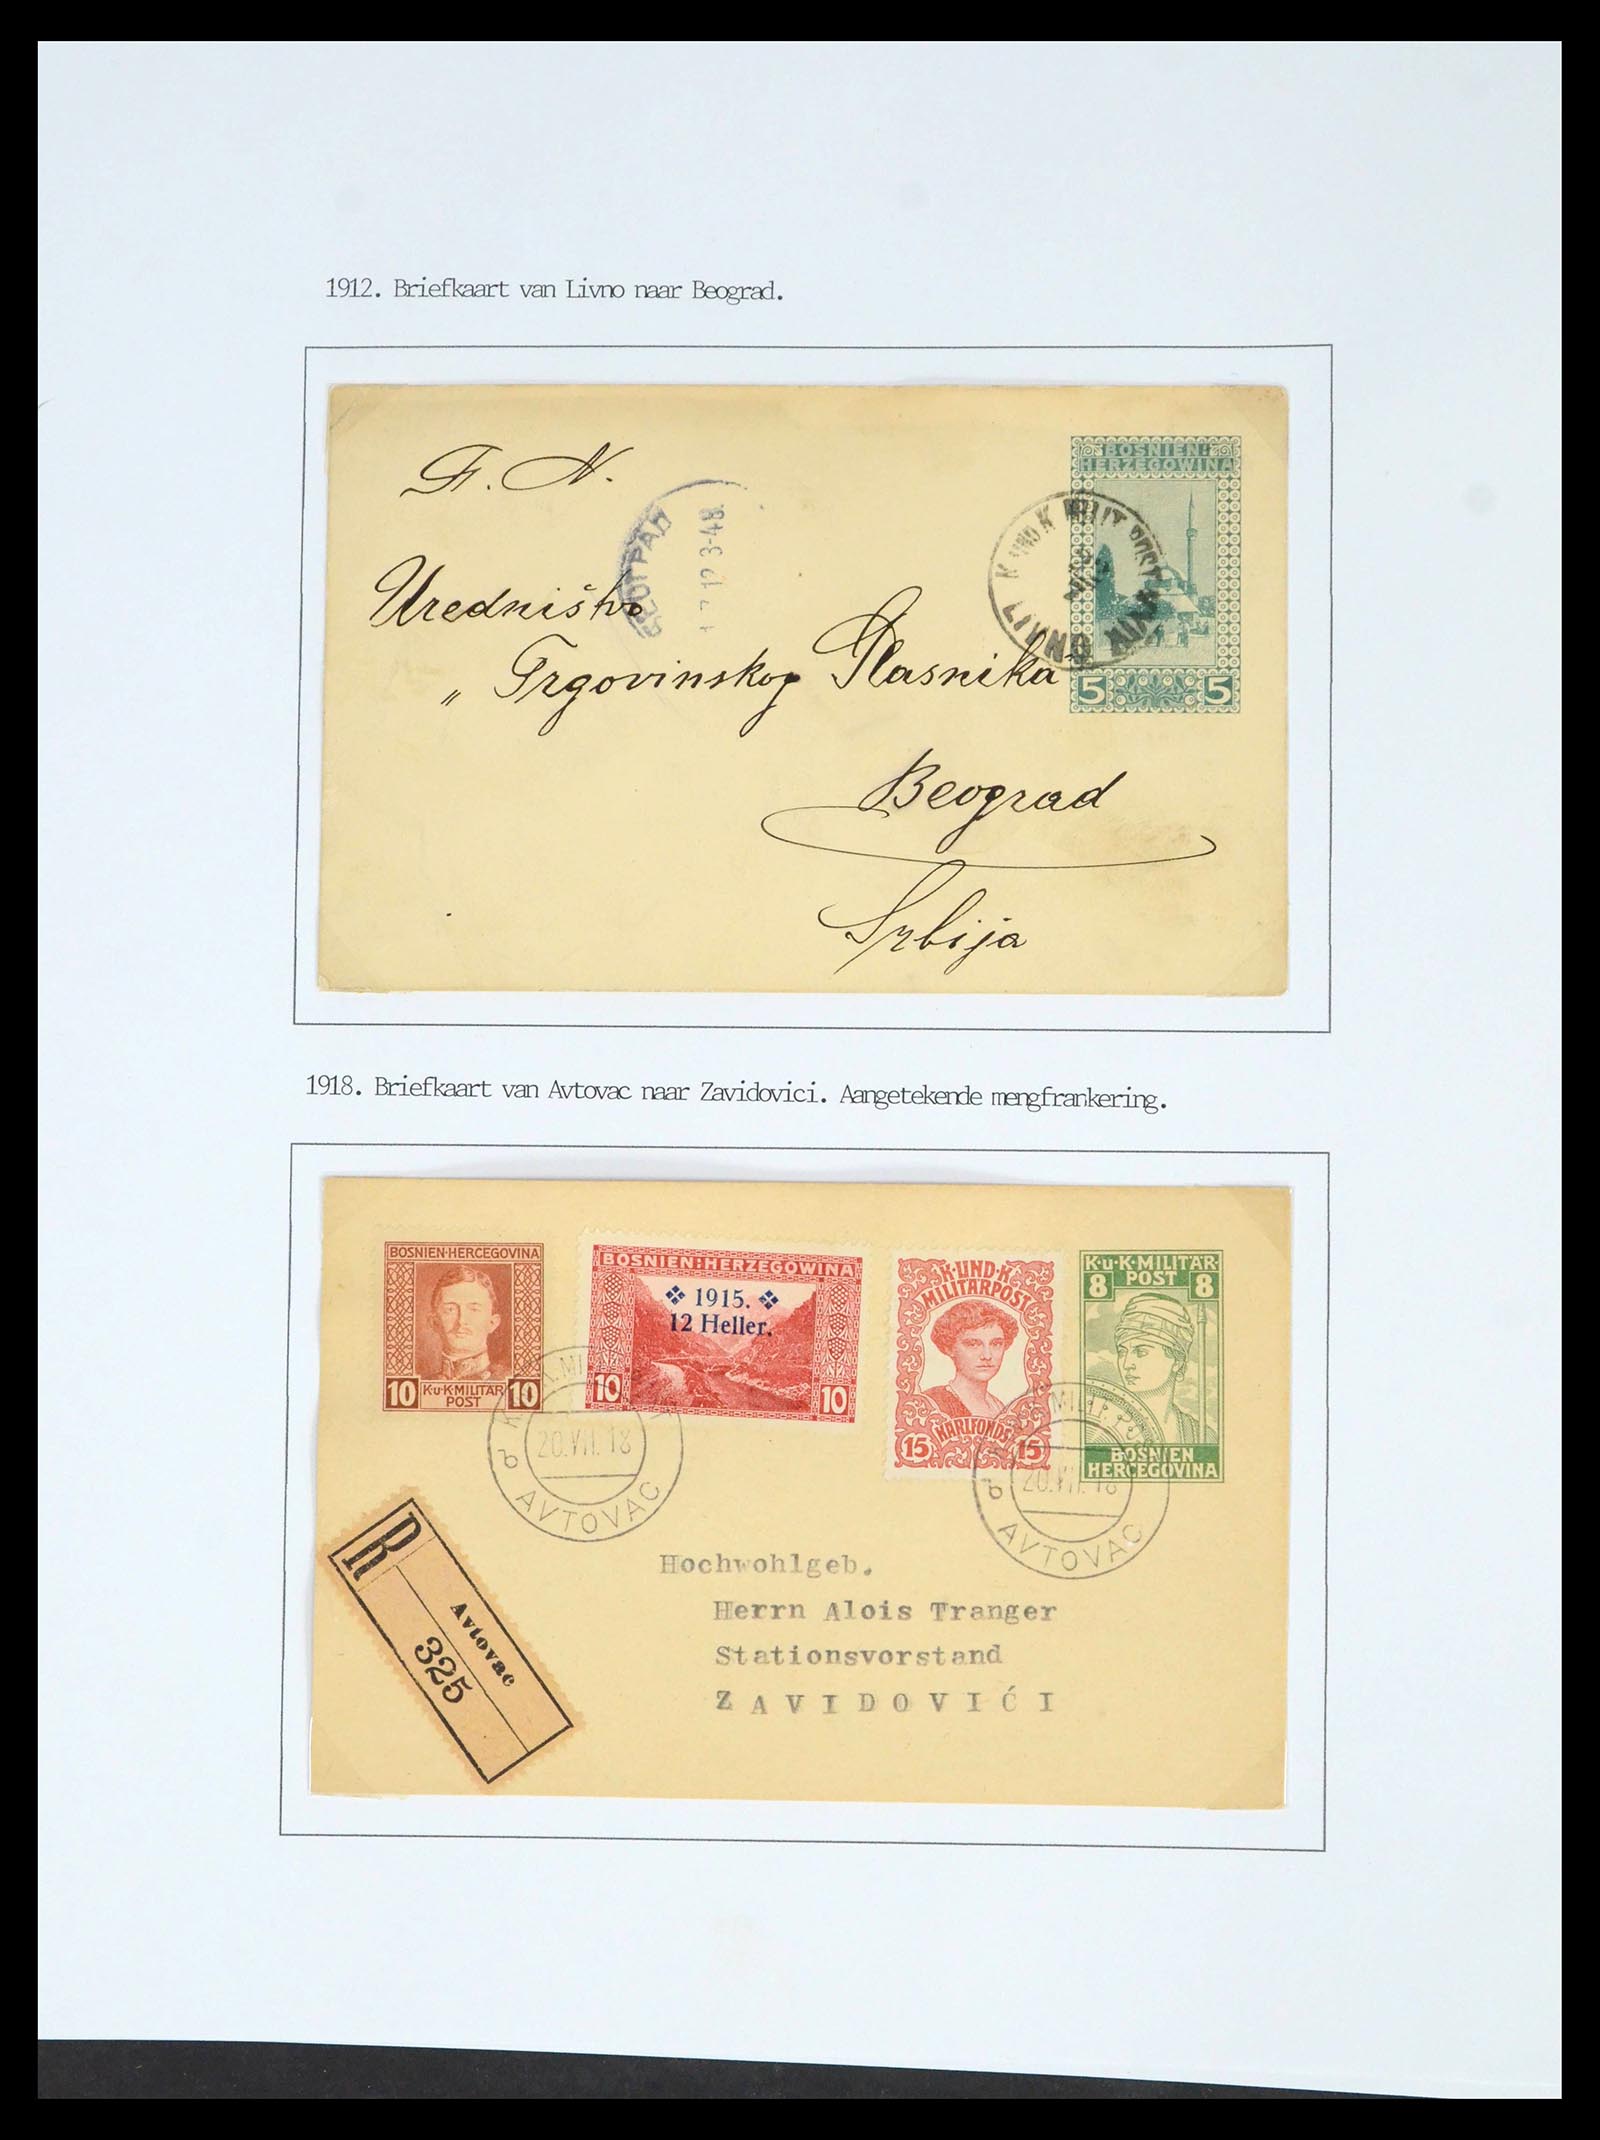 1912. Briefkaart van Livno naar Beograd.
BOSNIEN:
HERZEGOWINA
5 5
LIVNO
F. N.
Uredništvo
„ Trgovinskog Glasnika
Beograd
Srbija
1918. Briefkaart van Avtovac naar Zavidovici. Aangetekende mengfrankering.
BOSNIEN·HERCEGOVINA
10 K·u·K·MILITÄR 10
POST
BOSNIEN:HERZEGOWINA
1915.
12 Heller.
10 10
K·UND·K·
MILITÄRPOST
KARLFONDS
15 15
K·u·K·MILITÄR
8 POST 8
BOSNIEN
HERCEGOVINA
20.VII.18
b
AVTOVAC
20.VII.18
b
AVTOVAC
R
Avtovac
325
Hochwohlgeb.
Herrn Alois Tranger
Stationsvorstand
ZAVIDOVIĆI